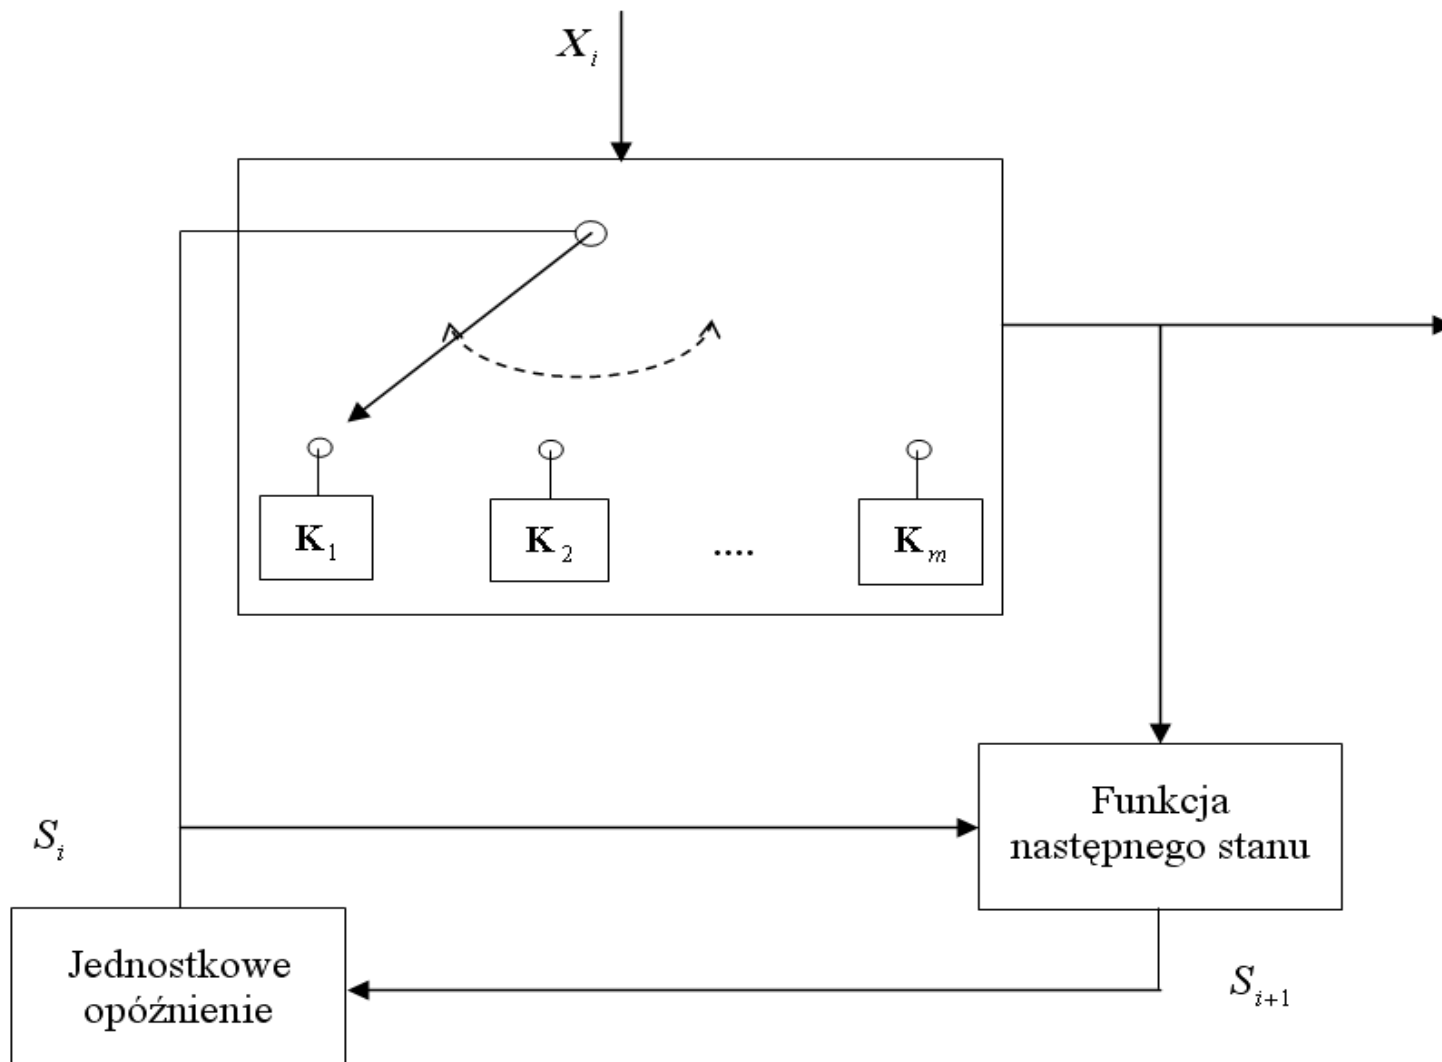 X_i
K_1 K_2 .... K_m
Funkcja
następnego stanu
S_i
Jednostkowe
opóźnienie
S_{i+1}